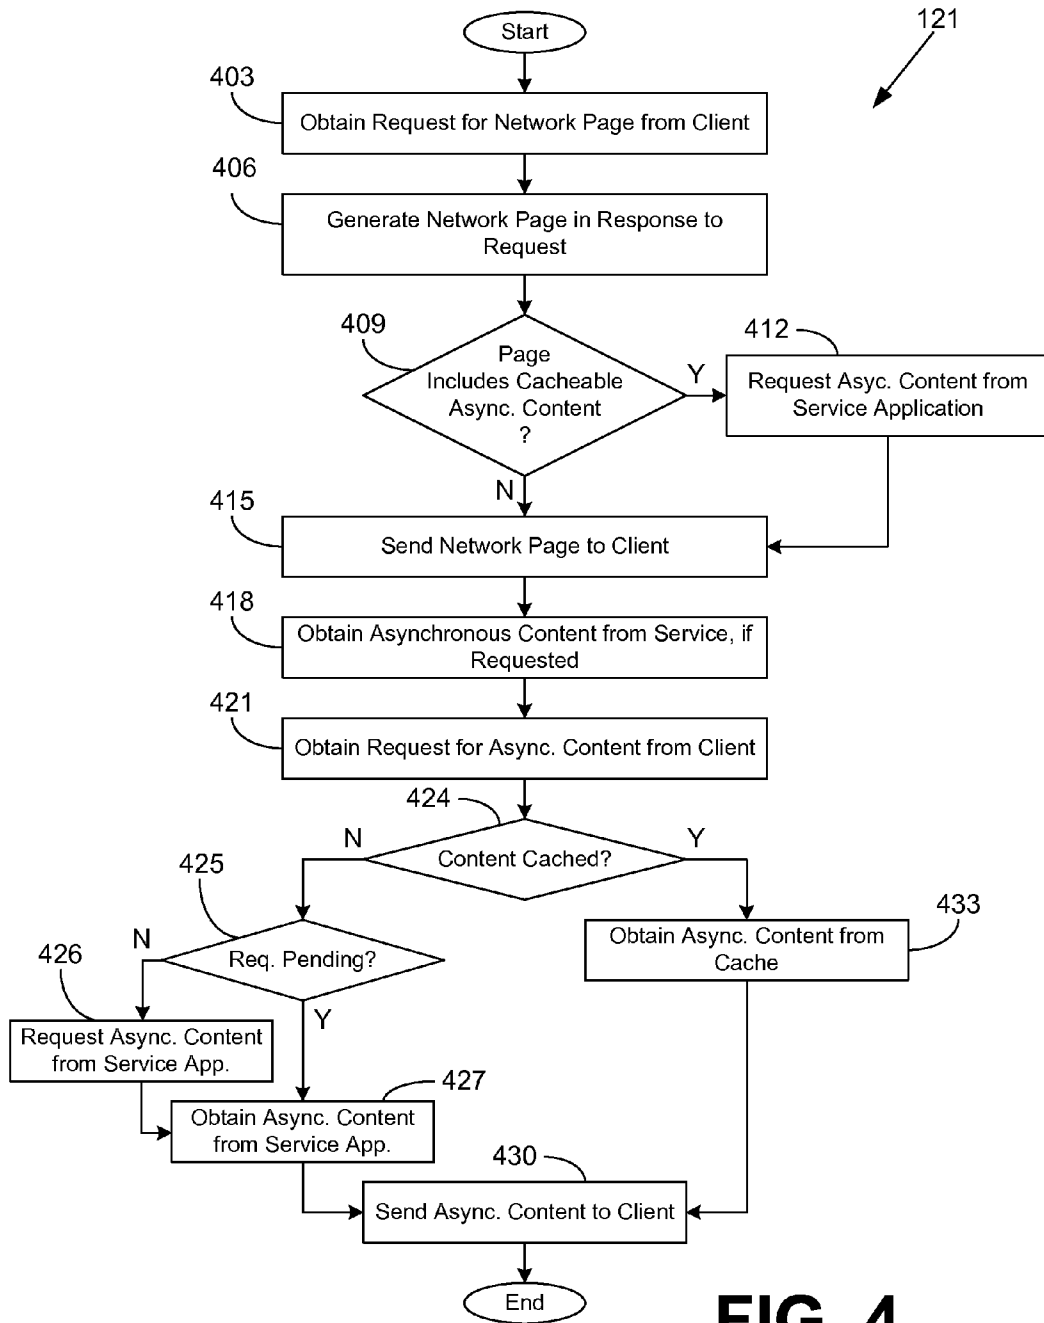 Start
121
403
Obtain Request for Network Page from Client
406
Generate Network Page in Response to
Request
409
Page
Includes Cacheable
Async. Content
?
Y
412
Request Asyc. Content from
Service Application
N
415
Send Network Page to Client
418
Obtain Asynchronous Content from Service, if
Requested
421
Obtain Request for Async. Content from Client
424
Content Cached?
N
Y
425
Req. Pending?
N
Y
433
Obtain Async. Content from
Cache
426
Request Async. Content
from Service App.
427
Obtain Async. Content
from Service App.
430
Send Async. Content to Client
End
FIG. 4